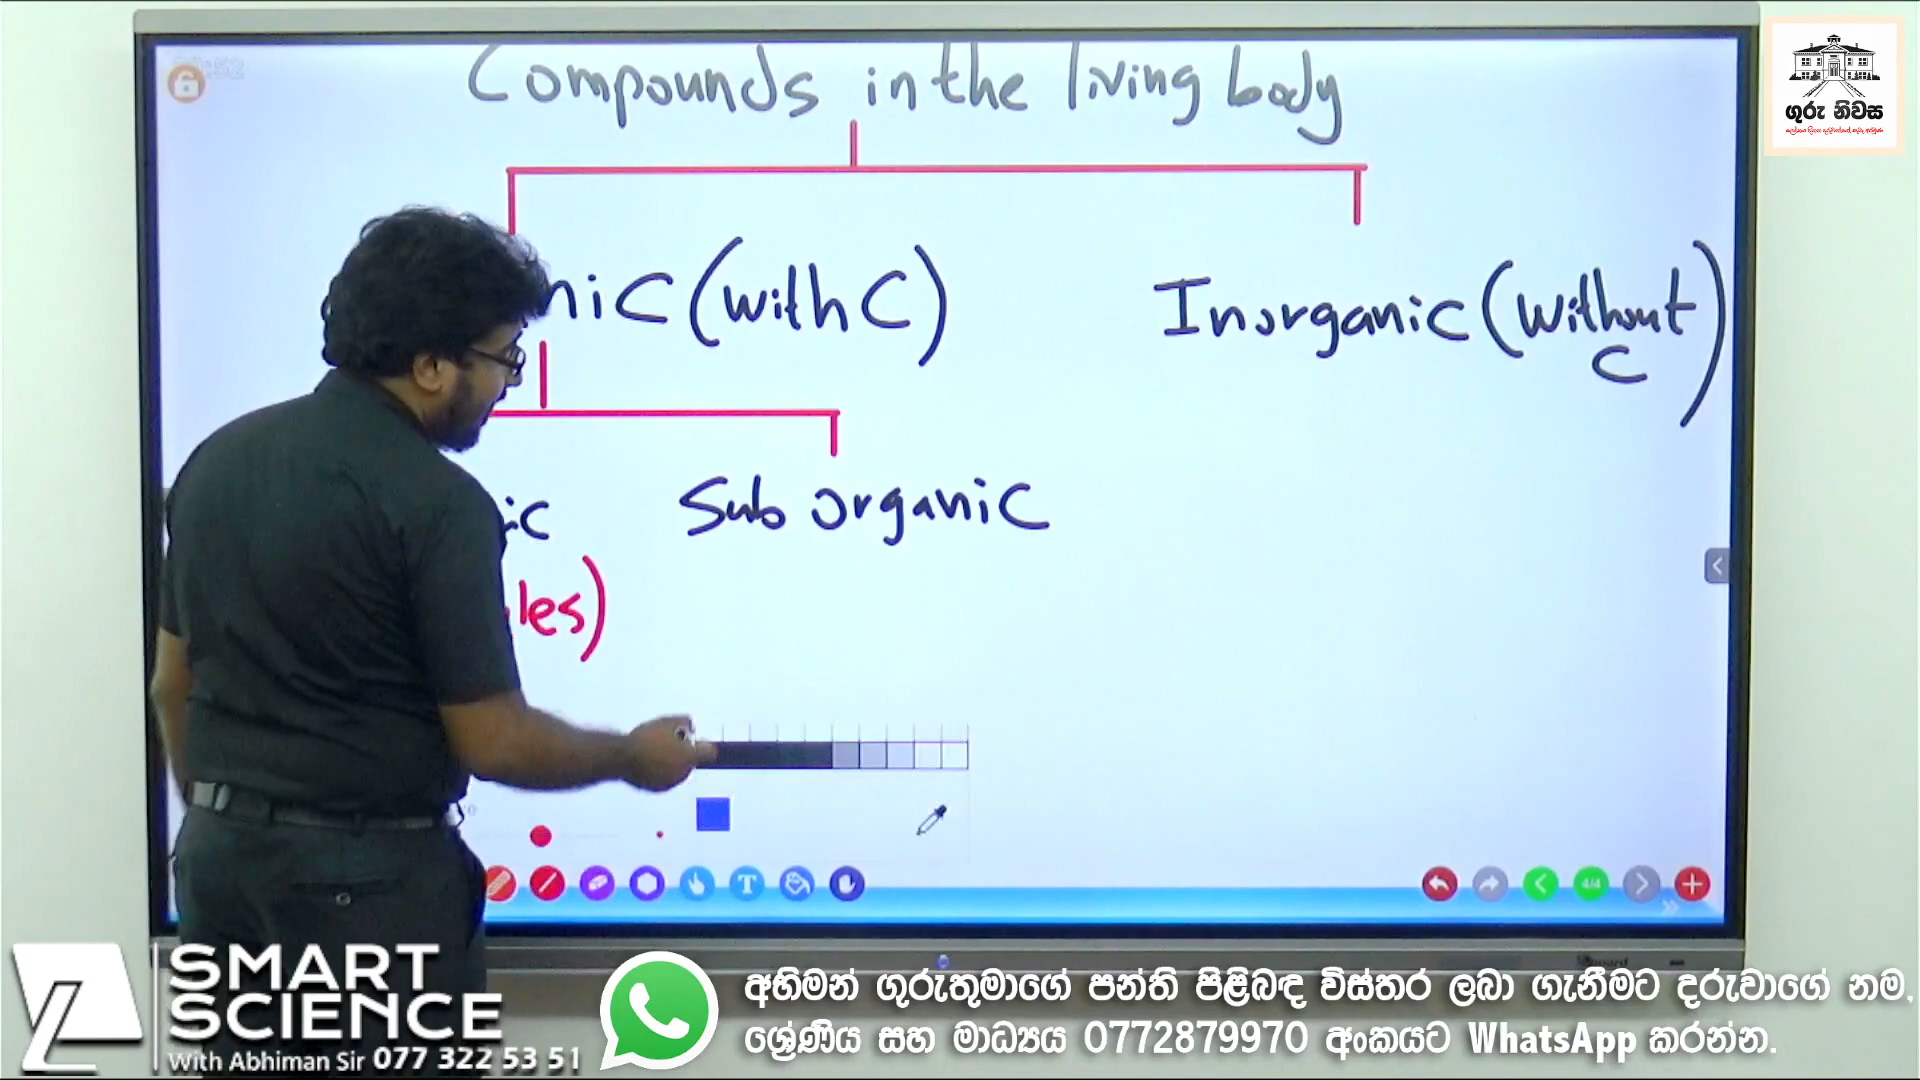 Compounds in the living body
ගුරු නිවස
niC (with C)
Inorganic (without
C)
ic
Sub organic
les)
T
4/4
SMART
SCIENCE
With Abhiman Sir 077 322 53 51
අභිමන් ගුරුතුමාගේ පන්ති පිළිබඳ විස්තර ලබා ගැනීමට දරුවාගේ නම,
ශ්‍රේණිය සහ මාධ්‍යය 0772879970 අංකයට WhatsApp කරන්න.